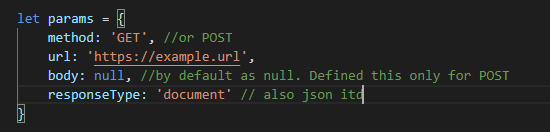 let params = {
    method: 'GET', //or POST
    url: 'https://example.url',
    body: null, //by default as null. Defined this only for POST
    responseType: 'document' // also json itd
}